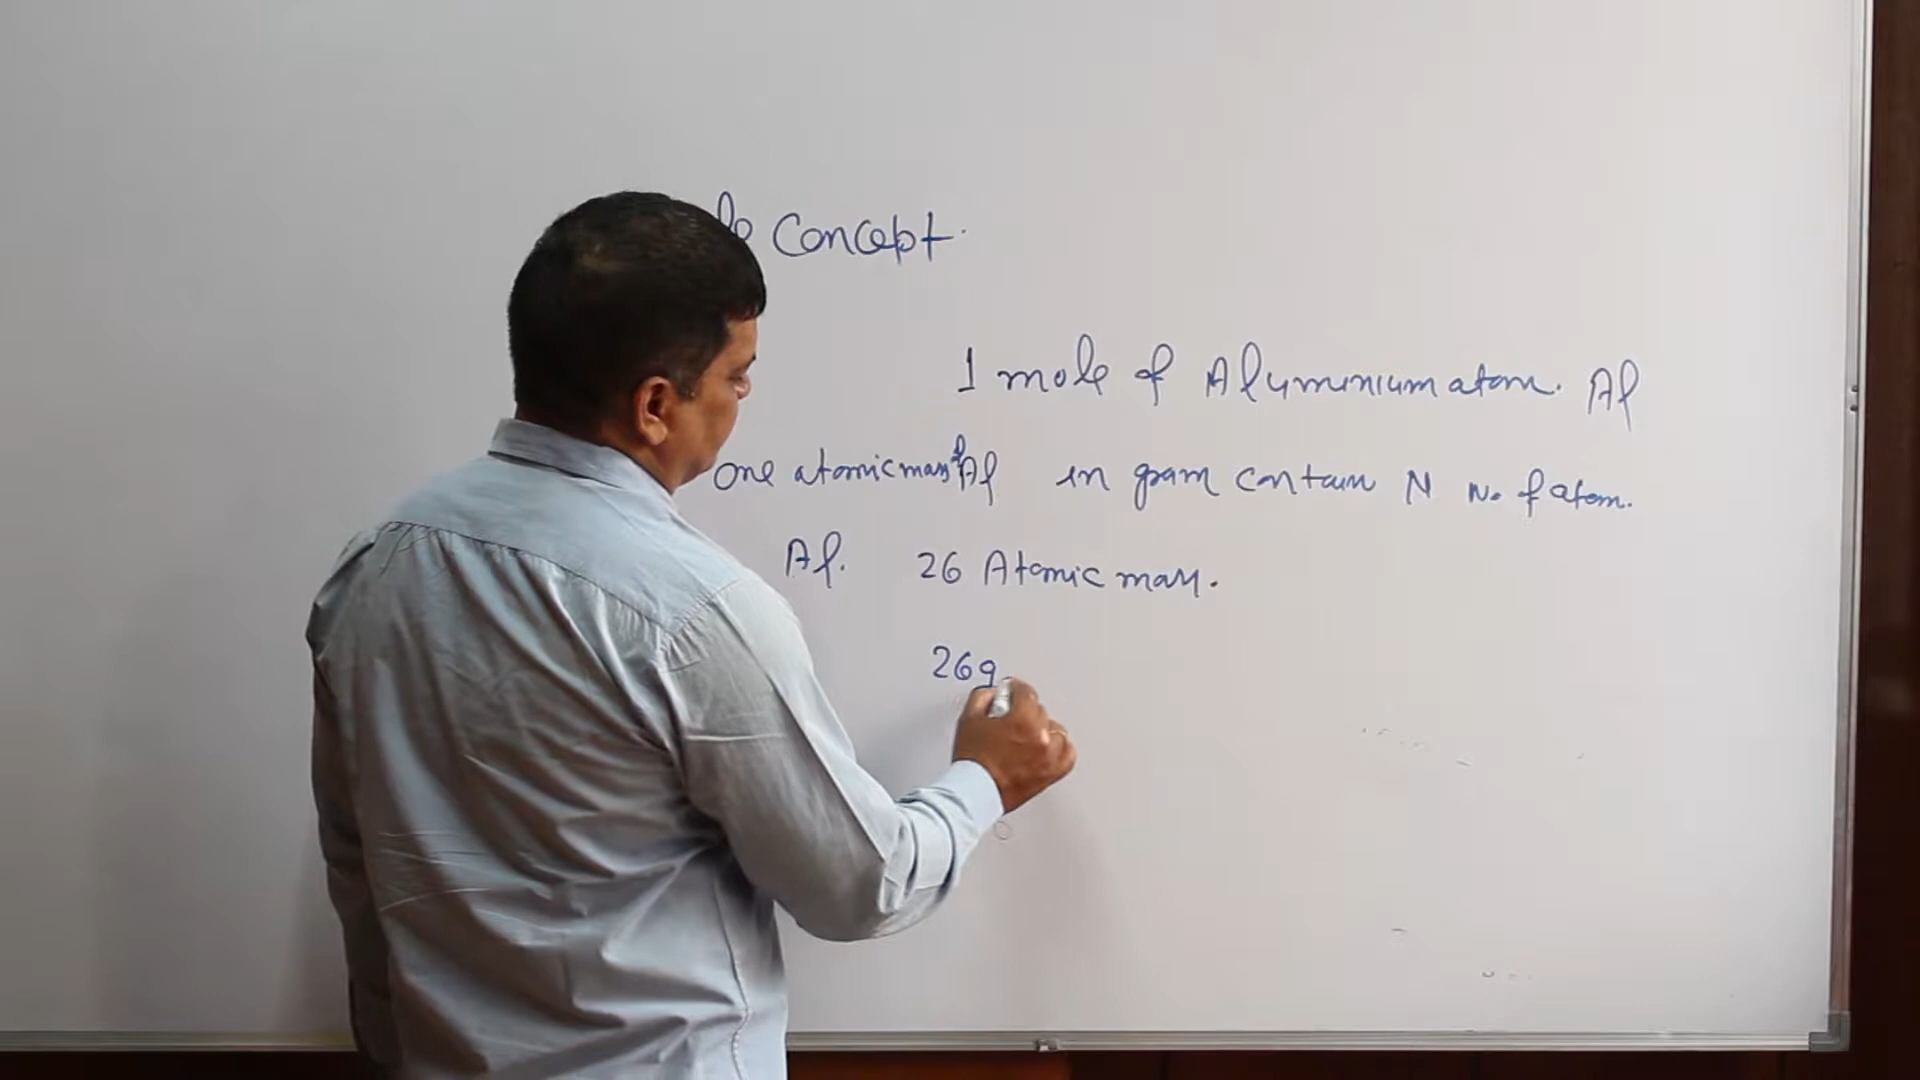 Concept.
1 mole of Aluminium atom. Al
one atomic mass of Al in gram contain N No of atom.
Al. 26 Atomic mass.
26g